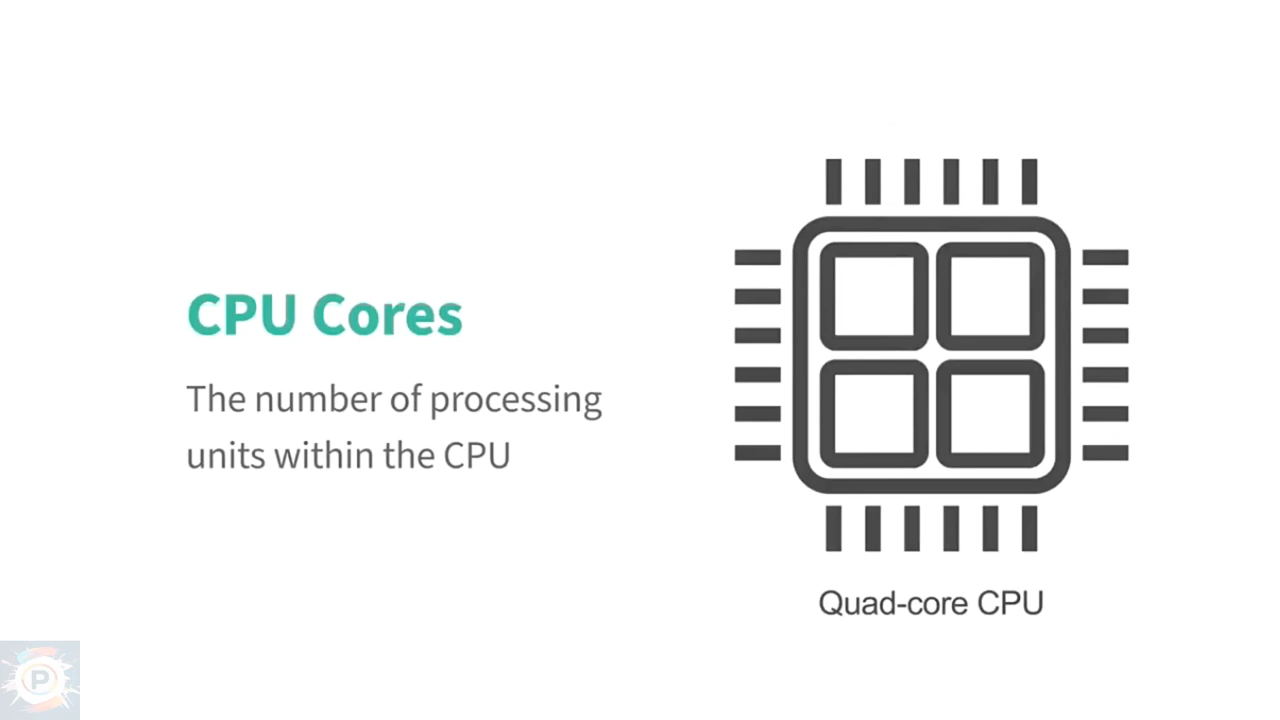 CPU Cores
The number of processing
units within the CPU
Quad-core CPU
P